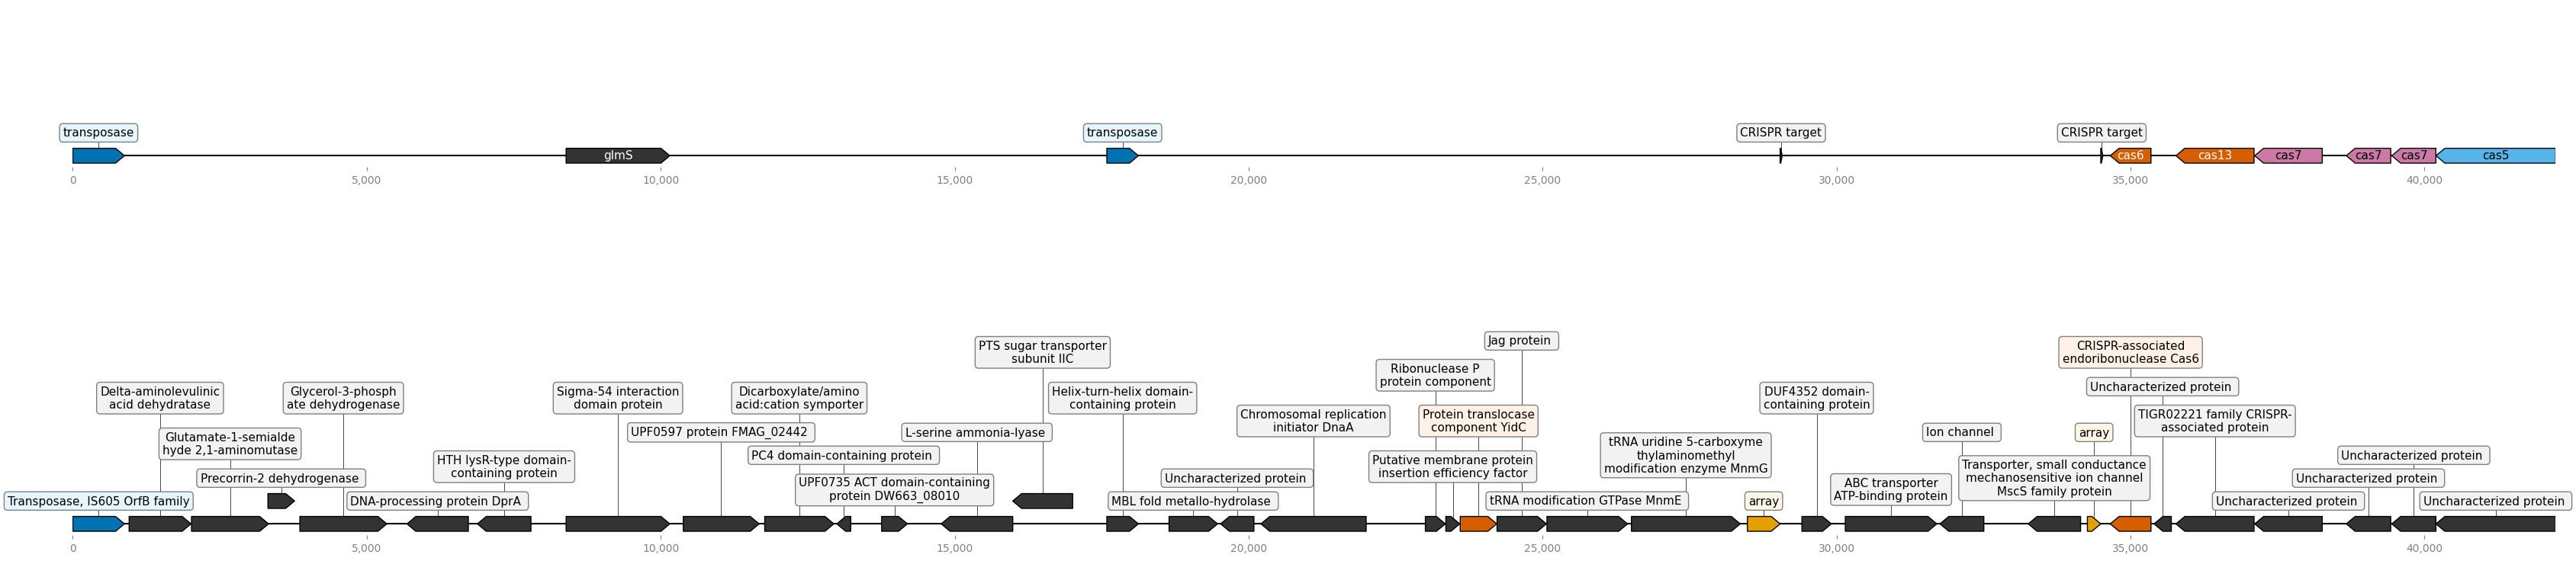 transposase
transposase
CRISPR target
CRISPR target
glmS
cas6
cas13
cas7
cas7
cas7
cas5
0
5,000
10,000
15,000
20,000
25,000
30,000
35,000
40,000
Jag protein
PTS sugar transporter
subunit IIC
CRISPR-associated
endoribonuclease Cas6
Ribonuclease P
protein component
Uncharacterized protein
Delta-aminolevulinic
acid dehydratase
Glycerol-3-phosph
ate dehydrogenase
Sigma-54 interaction
domain protein
Dicarboxylate/amino
acid:cation symporter
Helix-turn-helix domain-
containing protein
DUF4352 domain-
containing protein
Chromosomal replication
initiator DnaA
Protein translocase
component YidC
TIGR02221 family CRISPR-
associated protein
UPF0597 protein FMAG_02442
L-serine ammonia-lyase
Ion channel
array
Glutamate-1-semialde
hyde 2,1-aminomutase
PC4 domain-containing protein
tRNA uridine 5-carboxyme
thylaminomethyl
modification enzyme MnmG
Uncharacterized protein
HTH lysR-type domain-
containing protein
Putative membrane protein
insertion efficiency factor
Transporter, small conductance
mechanosensitive ion channel
MscS family protein
Precorrin-2 dehydrogenase
UPF0735 ACT domain-containing
protein DW663_08010
Uncharacterized protein
ABC transporter
ATP-binding protein
Uncharacterized protein
Transposase, IS605 OrfB family
DNA-processing protein DprA
MBL fold metallo-hydrolase
tRNA modification GTPase MnmE
array
Uncharacterized protein
Uncharacterized protein
0
5,000
10,000
15,000
20,000
25,000
30,000
35,000
40,000